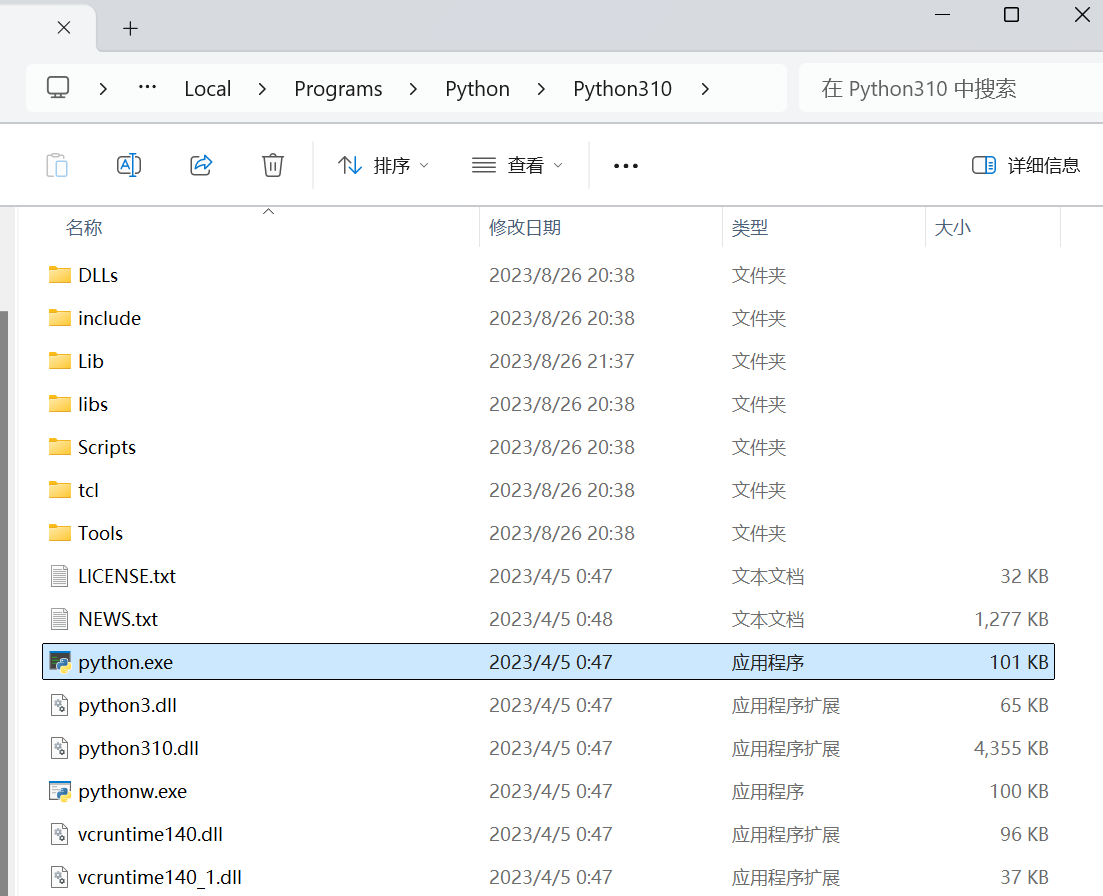 Local Programs Python Python310 在 Python310 中搜索
排序 查看 详细信息
名称 修改日期 类型 大小
DLLs 2023/8/26 20:38 文件夹
include 2023/8/26 20:38 文件夹
Lib 2023/8/26 21:37 文件夹
libs 2023/8/26 20:38 文件夹
Scripts 2023/8/26 20:38 文件夹
tcl 2023/8/26 20:38 文件夹
Tools 2023/8/26 20:38 文件夹
LICENSE.txt 2023/4/5 0:47 文本文档 32 KB
NEWS.txt 2023/4/5 0:48 文本文档 1,277 KB
python.exe 2023/4/5 0:47 应用程序 101 KB
python3.dll 2023/4/5 0:47 应用程序扩展 65 KB
python310.dll 2023/4/5 0:47 应用程序扩展 4,355 KB
pythonw.exe 2023/4/5 0:47 应用程序 100 KB
vcruntime140.dll 2023/4/5 0:47 应用程序扩展 96 KB
vcruntime140_1.dll 2023/4/5 0:47 应用程序扩展 37 KB